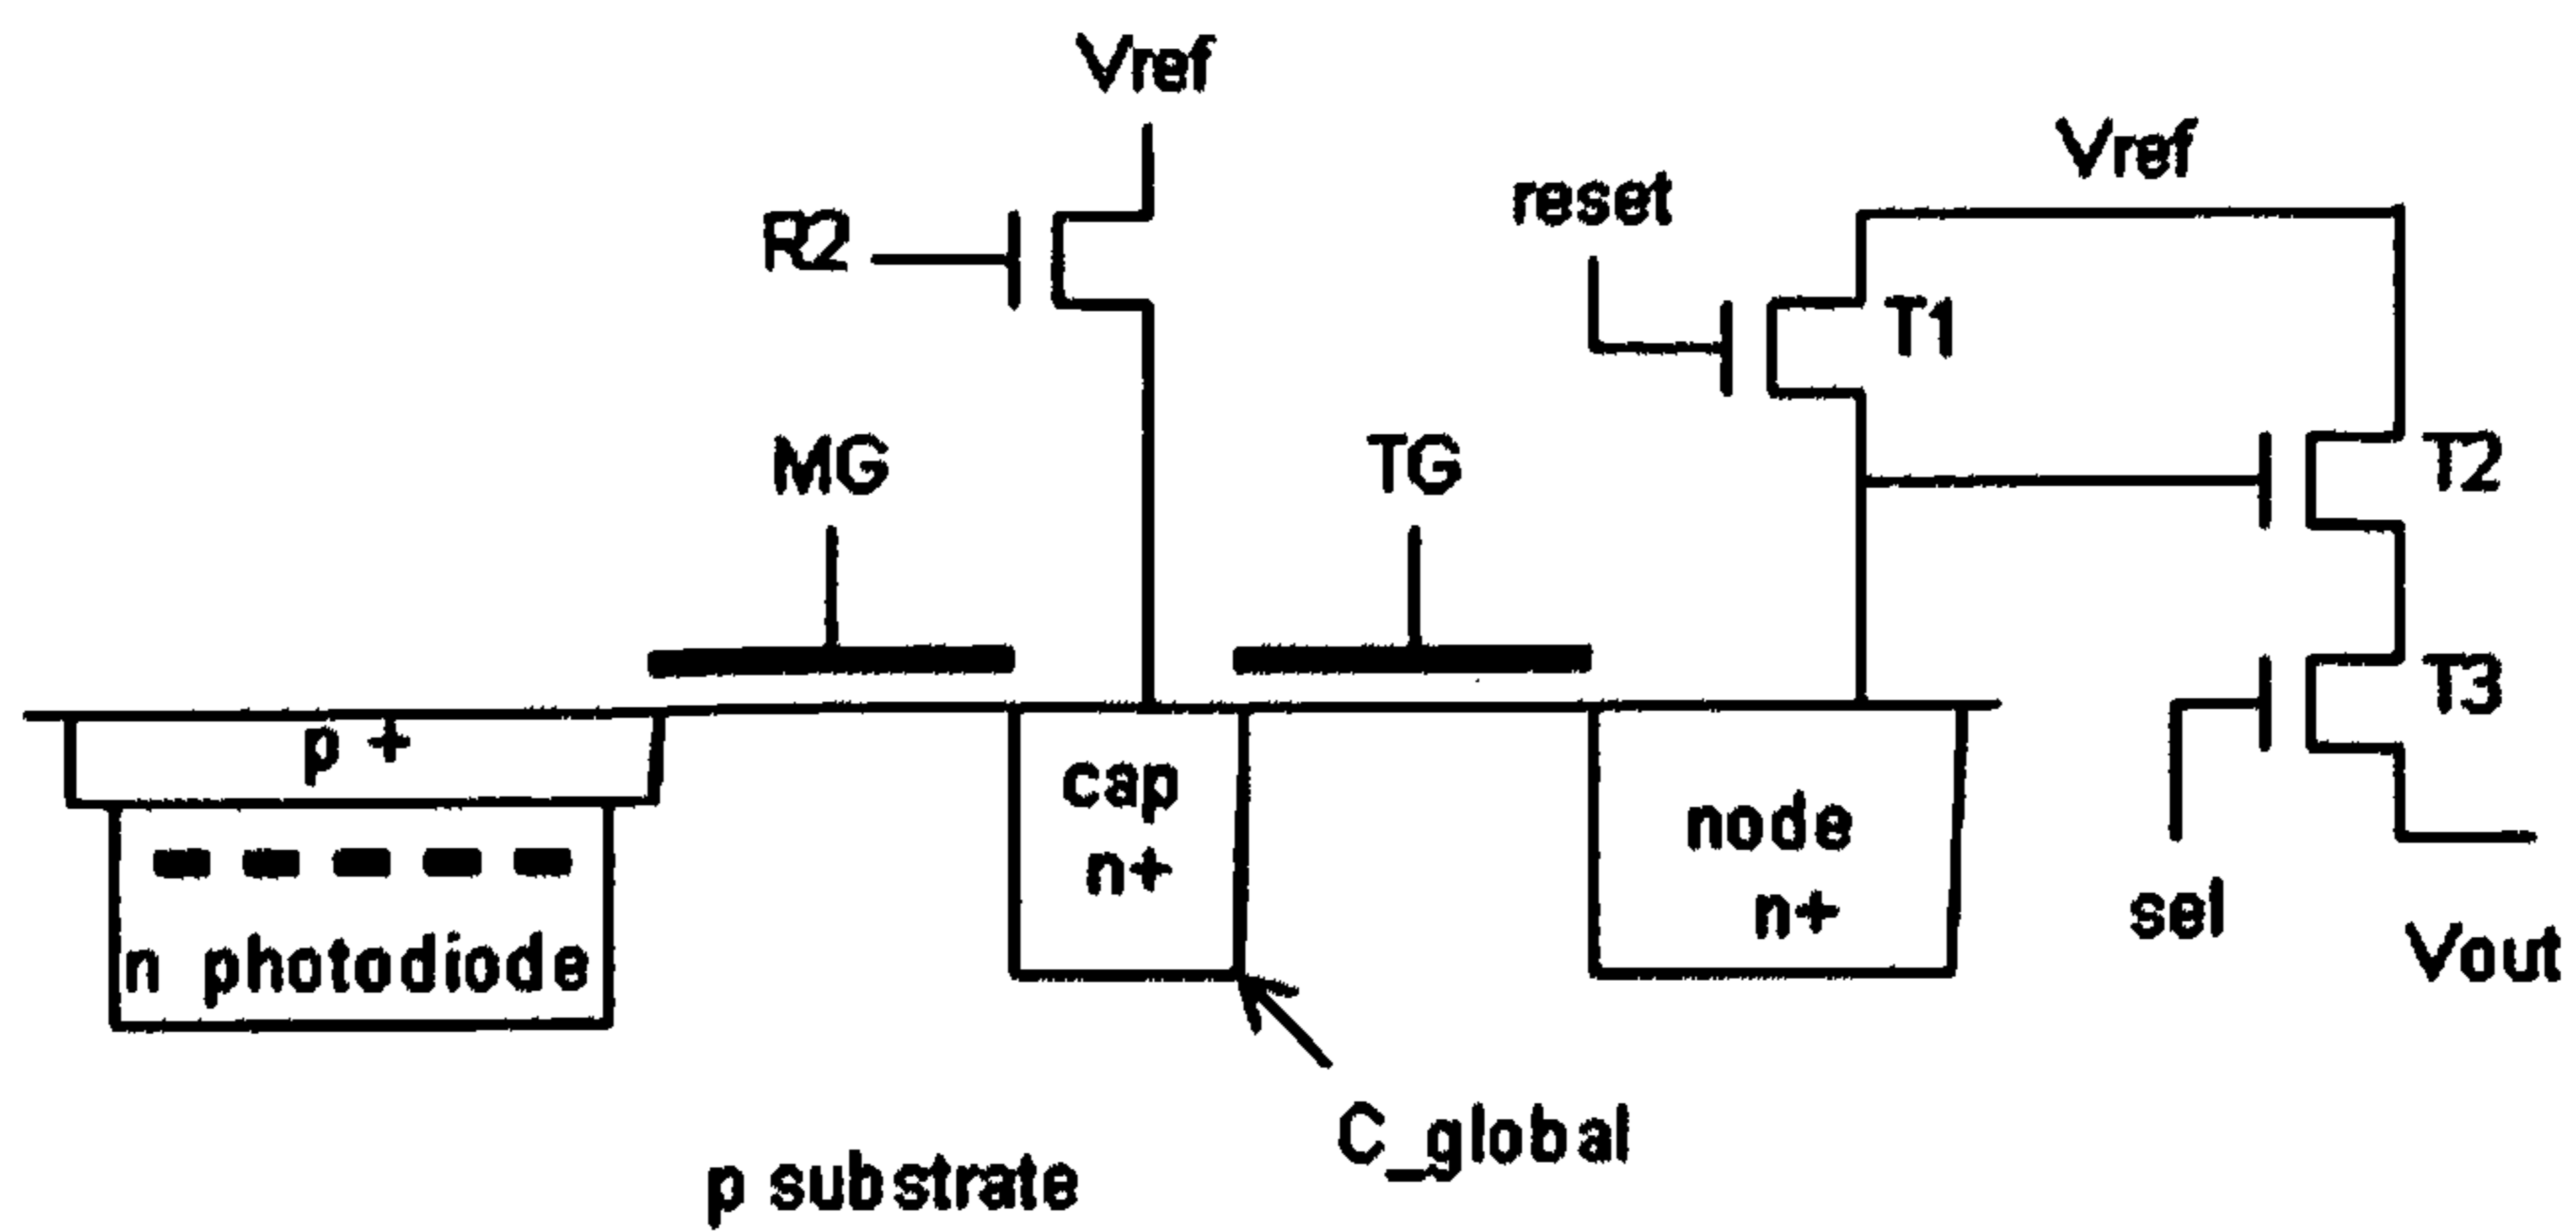 Vref
Vref
reset
R2
T1
MG
TG
T2
T3
p +
cap
n+
node
n+
sel
n photodiode
Vout
C_global
p substrate